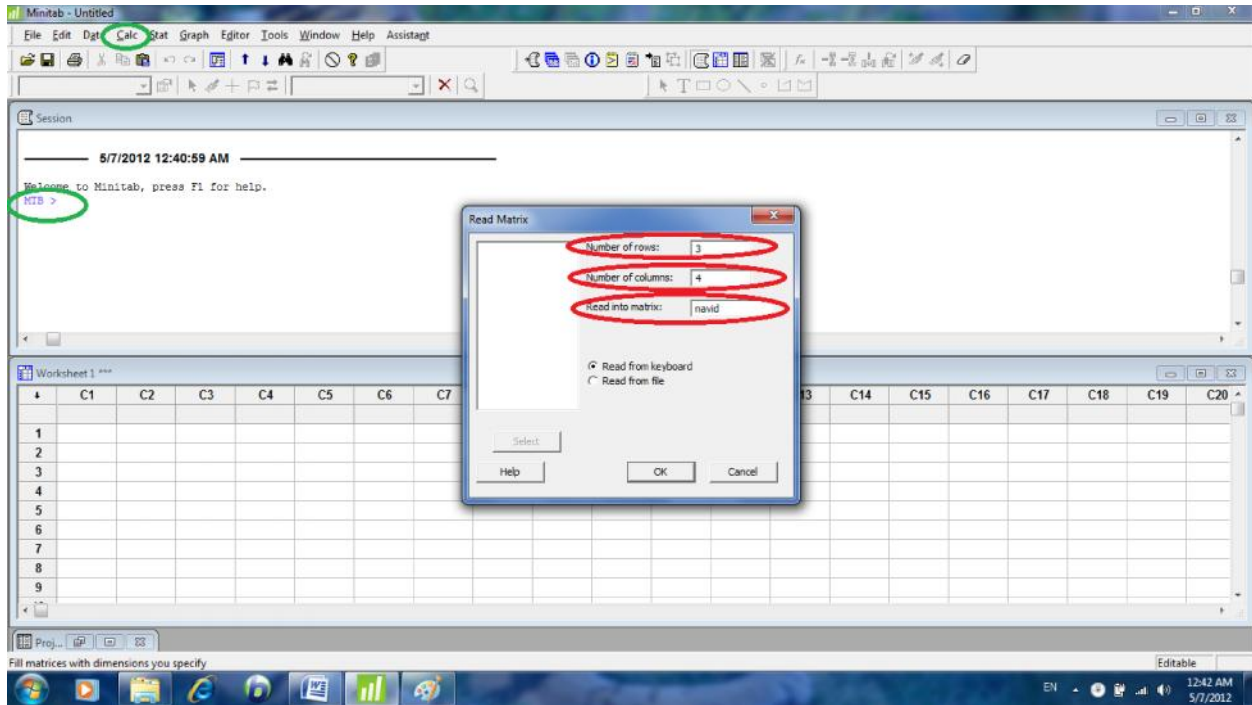 Minitab - Untitled
File Edit Data Calc Stat Graph Editor Tools Window Help Assistant
Session
5/7/2012 12:40:59 AM
Welcome to Minitab, press F1 for help.
MTB >
Read Matrix
Number of rows: 3
Number of columns: 4
Read into matrix: navid
Read from keyboard
Read from file
Select
Help OK Cancel
Worksheet 1 ***
C1 C2 C3 C4 C5 C6 C7 13 C14 C15 C16 C17 C18 C19 C20
1
2
3
4
5
6
7
8
9
Proj...
Fill matrices with dimensions you specify
Editable
EN
12:42 AM
5/7/2012